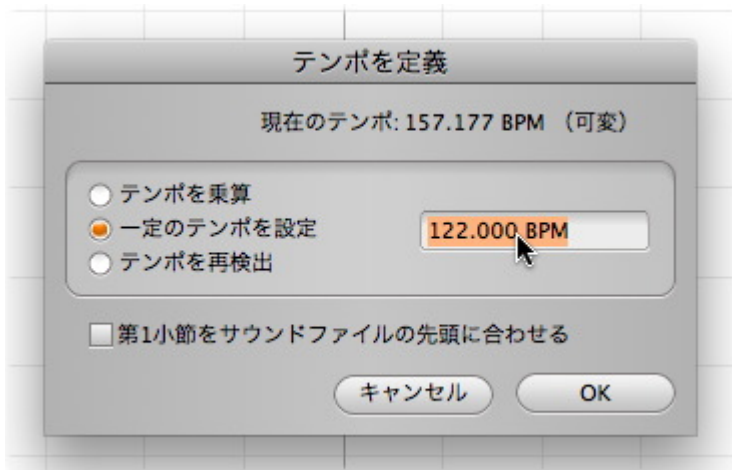 テンポを定義
現在のテンポ: 157.177 BPM （可変）
テンポを乗算
一定のテンポを設定
122.000 BPM
テンポを再検出
第1小節をサウンドファイルの先頭に合わせる
キャンセル
OK